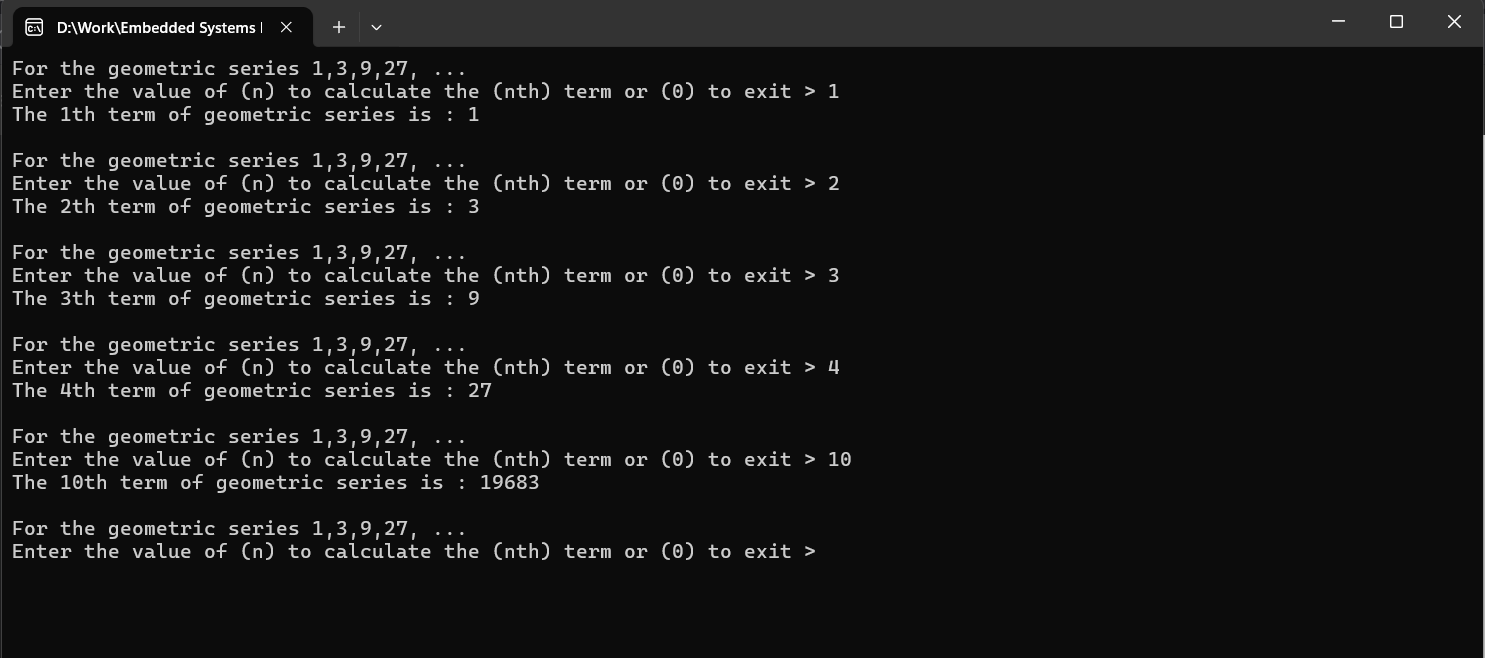 D:\Work\Embedded Systems
For the geometric series 1,3,9,27, ...
Enter the value of (n) to calculate the (nth) term or (0) to exit > 1
The 1th term of geometric series is : 1
For the geometric series 1,3,9,27, ...
Enter the value of (n) to calculate the (nth) term or (0) to exit > 2
The 2th term of geometric series is : 3
For the geometric series 1,3,9,27, ...
Enter the value of (n) to calculate the (nth) term or (0) to exit > 3
The 3th term of geometric series is : 9
For the geometric series 1,3,9,27, ...
Enter the value of (n) to calculate the (nth) term or (0) to exit > 4
The 4th term of geometric series is : 27
For the geometric series 1,3,9,27, ...
Enter the value of (n) to calculate the (nth) term or (0) to exit > 10
The 10th term of geometric series is : 19683
For the geometric series 1,3,9,27, ...
Enter the value of (n) to calculate the (nth) term or (0) to exit >